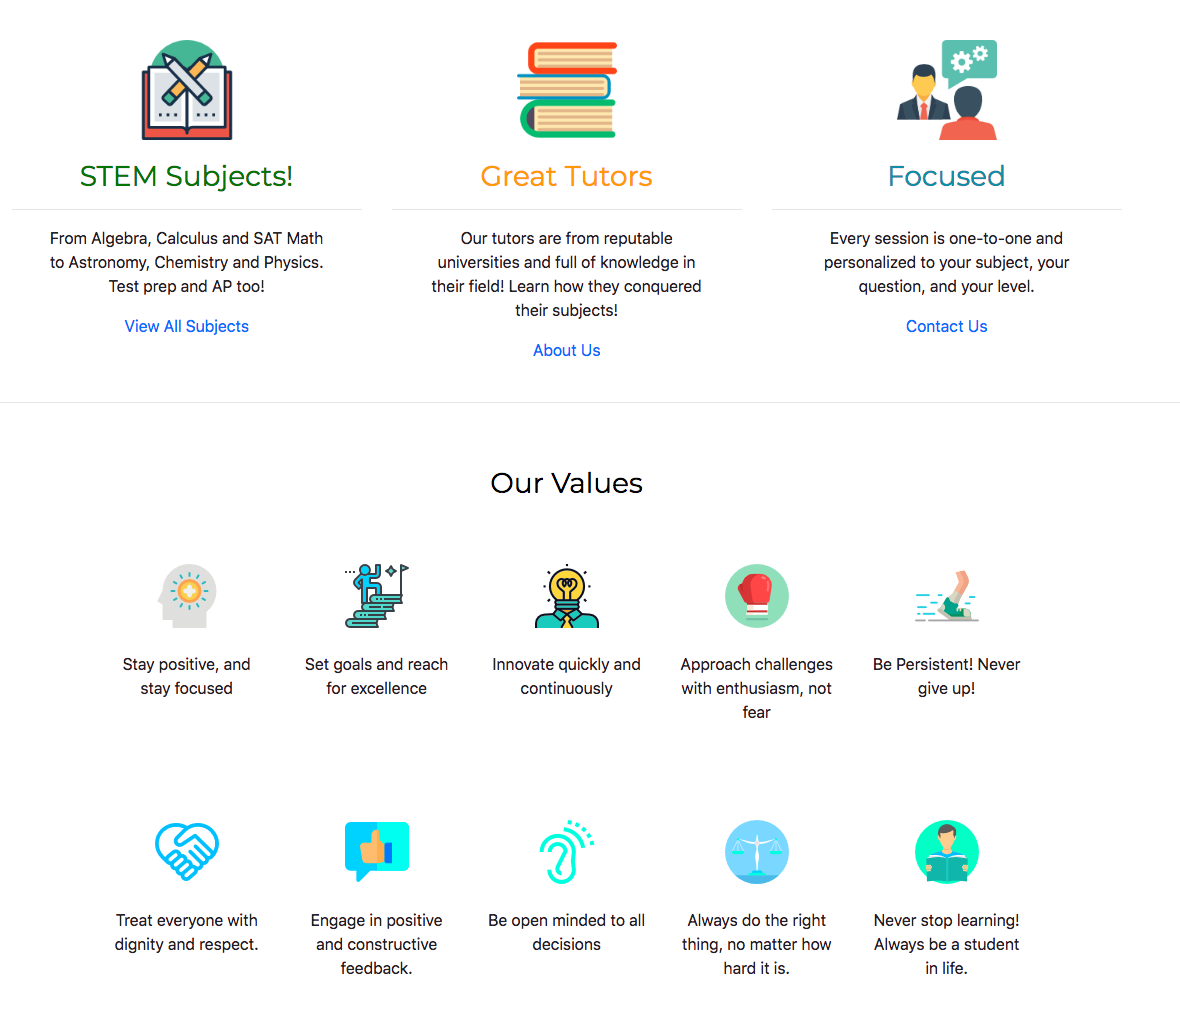 STEM Subjects!
From Algebra, Calculus and SAT Math
to Astronomy, Chemistry and Physics.
Test prep and AP too!
View All Subjects
Great Tutors
Our tutors are from reputable
universities and full of knowledge in
their field! Learn how they conquered
their subjects!
About Us
Focused
Every session is one-to-one and
personalized to your subject, your
question, and your level.
Contact Us
Our Values
Stay positive, and
stay focused
Set goals and reach
for excellence
Innovate quickly and
continuously
Approach challenges
with enthusiasm, not
fear
Be Persistent! Never
give up!
Treat everyone with
dignity and respect.
Engage in positive
and constructive
feedback.
Be open minded to all
decisions
Always do the right
thing, no matter how
hard it is.
Never stop learning!
Always be a student
in life.